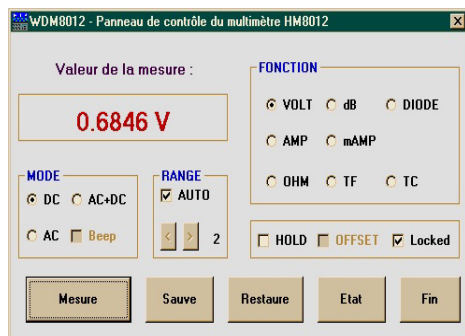 WDM8012 - Panneau de contrôle du multimètre HM8012
Valeur de la mesure :
0.6846 V
FONCTION
VOLT dB DIODE
AMP mAMP
OHM TF TC
MODE
DC AC+DC
AC Beep
RANGE
AUTO
< > 2
HOLD OFFSET Locked
Mesure Sauve Restaure Etat Fin